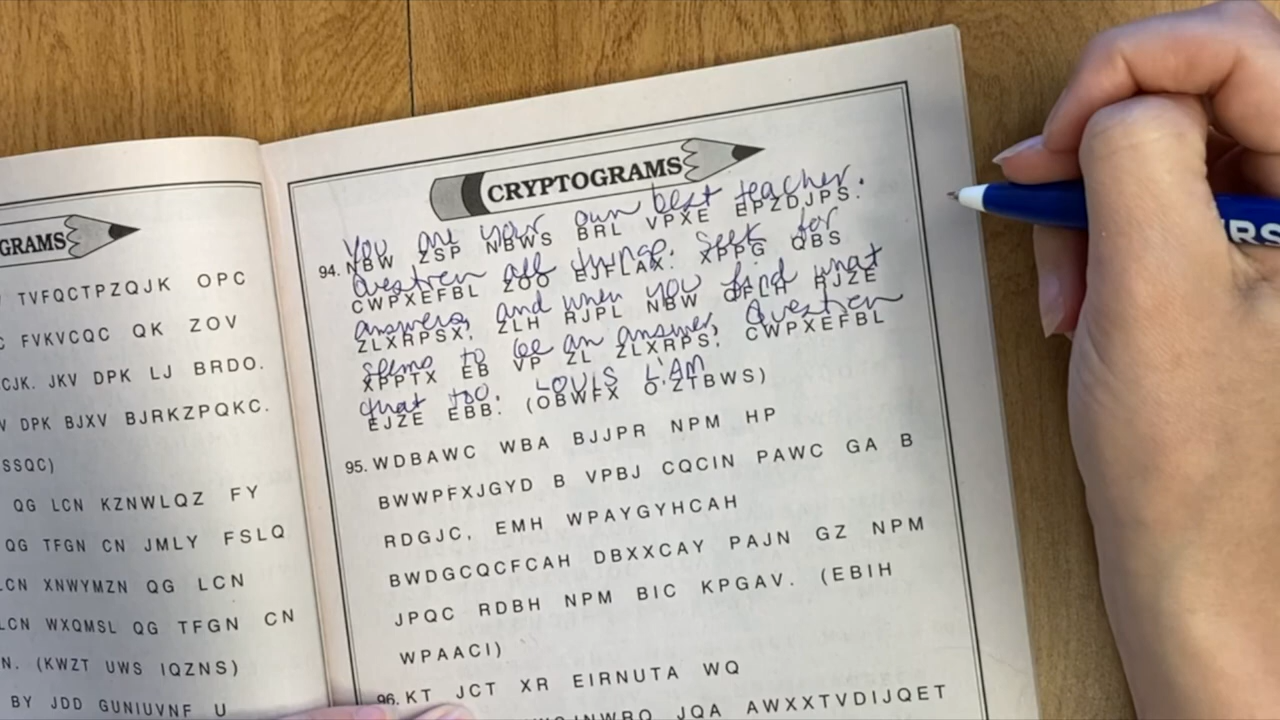 GRAMS
TVFQCTPZQJK OPC
FVKVCQC QK ZOV
CJK. JKV DPK LJ BRDO.
V DPK BJXV BJRKZPQKC.
SSQC)
QG LCN KZNWLQZ FY
QG TFGN CN JMLY FSLQ
LCN XNWYMZN QG LCN
LCN WXQMSL QG TFGN CN
N. (KWZT UWS IQZNS)
BY JDD GUNIUVNF U
CRYPTOGRAMS
You are your own best teacher.
94. NBW ZSP NBWS BRL VPXE EPZDJPS.
Question all things. Seek for
CWPXEFBL ZOO EJFLAX. XPPG QBS
answers, and when you find what
ZLXRPSX, ZLH RJPL NBW QFLH RJZE
seems to be an answer, Question
XPPTX EB VP ZL ZLXRPS, CWPXEFBL
that too. LOUIS L'AM
EJZE EBB. (OBWFX O'ZTBWS)
95. WDBAWC WBA BJJPR NPM HP
BWWPFXJGYD B VPBJ CQCIN PAWC GA B
RDGJC, EMH WPAYGYHCAH
BWDGCQCFCAH DBXXCAY PAJN GZ NPM
JPQC RDBH NPM BIC KPGAV. (EBIH
WPAACI)
96. KT JCT XR EIRNUTA WQ
JQA AWXXTVDIJQET
RS